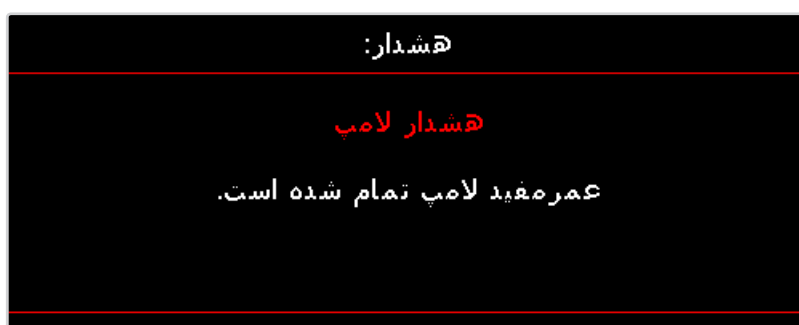 هشدار:
هشدار لامپ
عمرمفید لامپ تمام شده است.